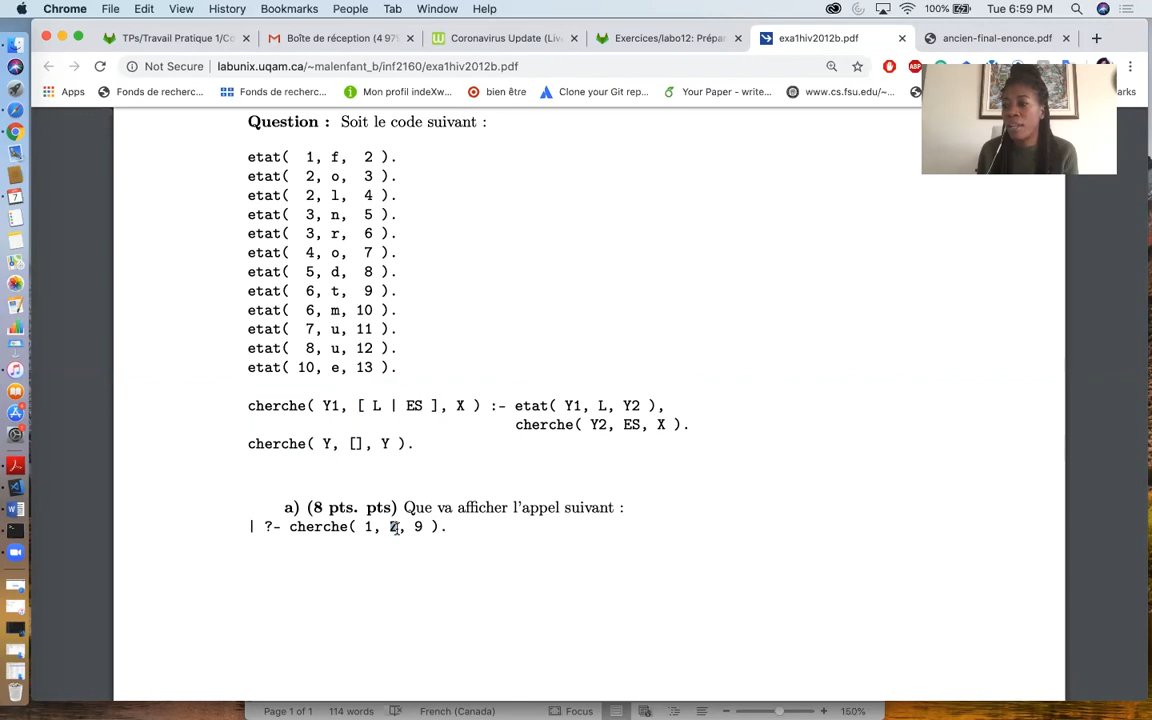 Chrome File Edit View History Bookmarks People Tab Window Help 100% Tue 6:59 PM
TPs/Travail Pratique 1/Co Boîte de réception (4 97 Coronavirus Update (Liv Exercices/labo12: Prépar exa1hiv2012b.pdf ancien-final-enonce.pdf
Not Secure labunix.uqam.ca/~malenfant_b/inf2160/exa1hiv2012b.pdf
Apps Fonds de recherc... Fonds de recherc... Mon profil indeXw... bien être Clone your Git rep... Your Paper - write... www.cs.fsu.edu/~...
Question : Soit le code suivant :
etat( 1, f, 2 ).
etat( 2, o, 3 ).
etat( 2, l, 4 ).
etat( 3, n, 5 ).
etat( 3, r, 6 ).
etat( 4, o, 7 ).
etat( 5, d, 8 ).
etat( 6, t, 9 ).
etat( 6, m, 10 ).
etat( 7, u, 11 ).
etat( 8, u, 12 ).
etat( 10, e, 13 ).
cherche( Y1, [ L | ES ], X ) :- etat( Y1, L, Y2 ),
cherche( Y2, ES, X ).
cherche( Y, [], Y ).
a) (8 pts. pts) Que va afficher l'appel suivant :
| ?- cherche( 1, Z, 9 ).
Page 1 of 1 114 words French (Canada) Focus 150%